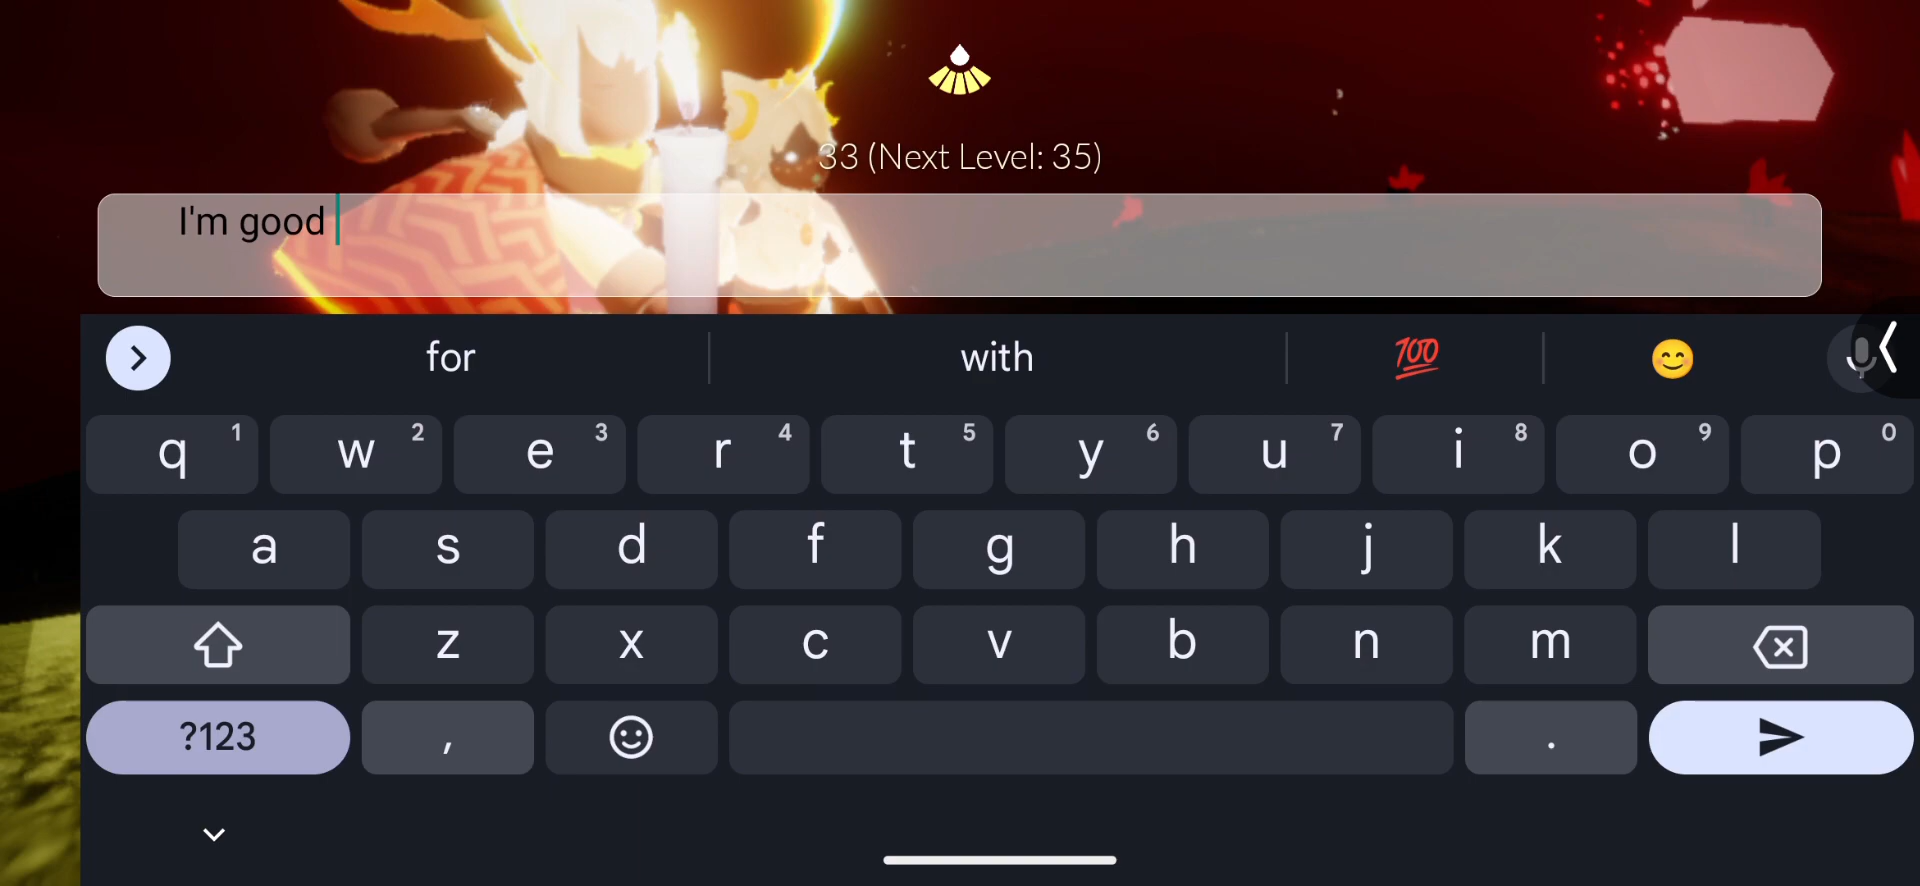 33 (Next Level: 35)
I'm good
for with 💯 😊
q 1 w 2 e 3 r 4 t 5 y 6 u 7 i 8 o 9 p 0
a s d f g h j k l
z x c v b n m
?123 , .